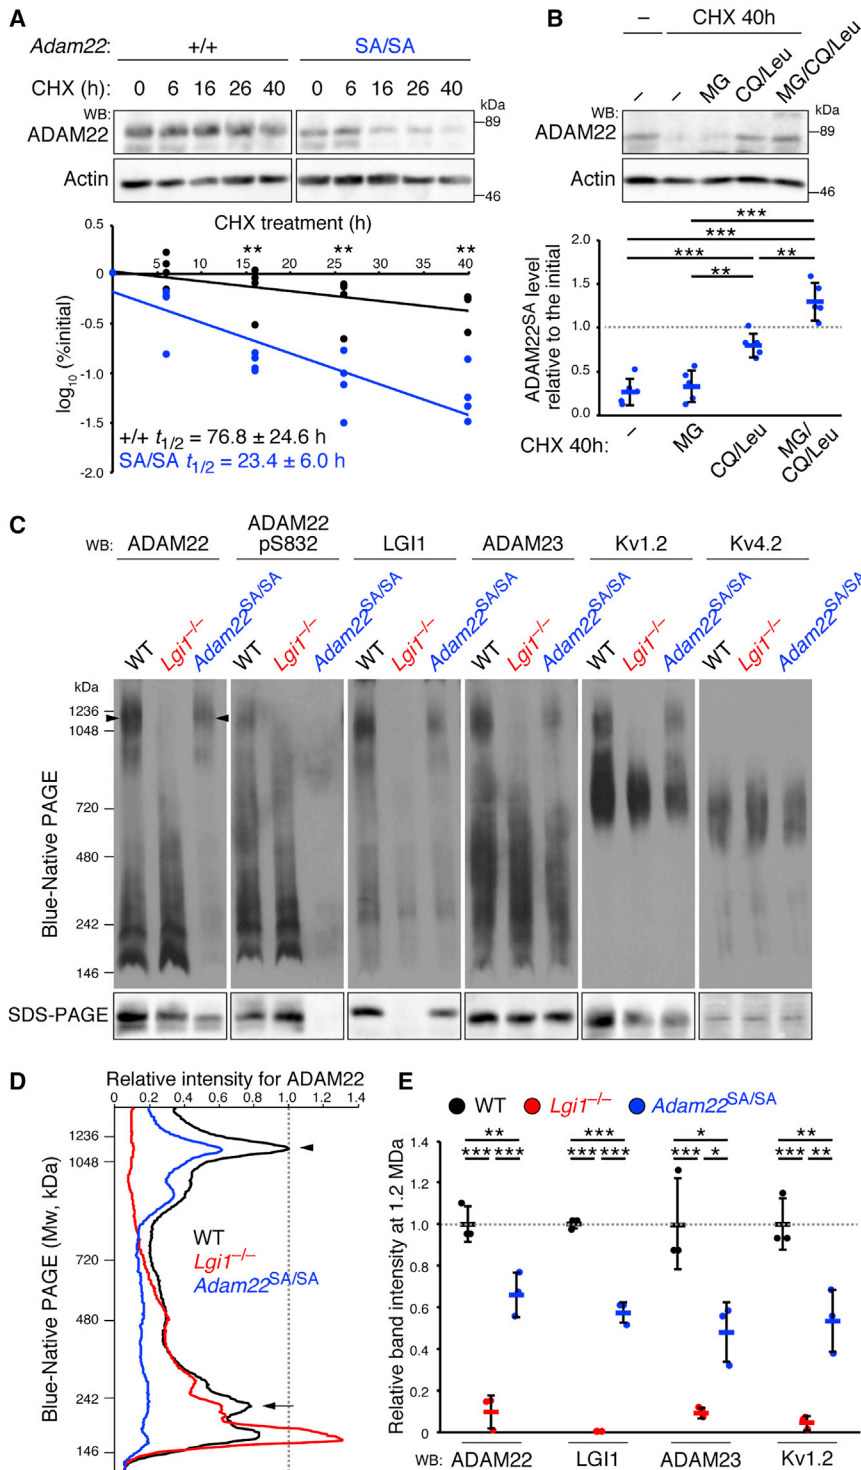 A
Adam22: +/+ SA/SA
CHX (h): 0 6 16 26 40 0 6 16 26 40
WB: kDa
ADAM22 89
Actin 46
CHX treatment (h)
0.5
0
-0.5
-1.0
-1.5
-2.0
5 10 15 20 25 30 35 40
** ** **
log10 (%initial)
+/+ t1/2 = 76.8 ± 24.6 h
SA/SA t1/2 = 23.4 ± 6.0 h
B
– CHX 40h
– – MG CQ/Leu MG/CQ/Leu
WB: kDa
ADAM22 89
Actin 46
***
***
*** **
**
2.0
1.5
1.0
0.5
0.0
ADAM22SA level
relative to the initial
CHX 40h: – MG CQ/Leu MG/
CQ/Leu
C
WB: ADAM22 ADAM22
pS832 LGI1 ADAM23 Kv1.2 Kv4.2
WT Lgi1–/– Adam22SA/SA WT Lgi1–/– Adam22SA/SA WT Lgi1–/– Adam22SA/SA WT Lgi1–/– Adam22SA/SA WT Lgi1–/– Adam22SA/SA WT Lgi1–/– Adam22SA/SA
kDa
1236
1048
720
480
242
146
Blue-Native PAGE
SDS-PAGE
D
Relative intensity for ADAM22
0 0.2 0.4 0.6 0.8 1.0 1.2 1.4
1236
1048
720
480
242
146
Blue-Native PAGE (Mw, kDa)
WT
Lgi1–/–
Adam22SA/SA
E
WT Lgi1–/– Adam22SA/SA
** *** * **
*** *** *** *** *** * *** **
1.4
1.2
1.0
0.8
0.6
0.4
0.2
0
Relative band intensity at 1.2 MDa
WB: ADAM22 LGI1 ADAM23 Kv1.2